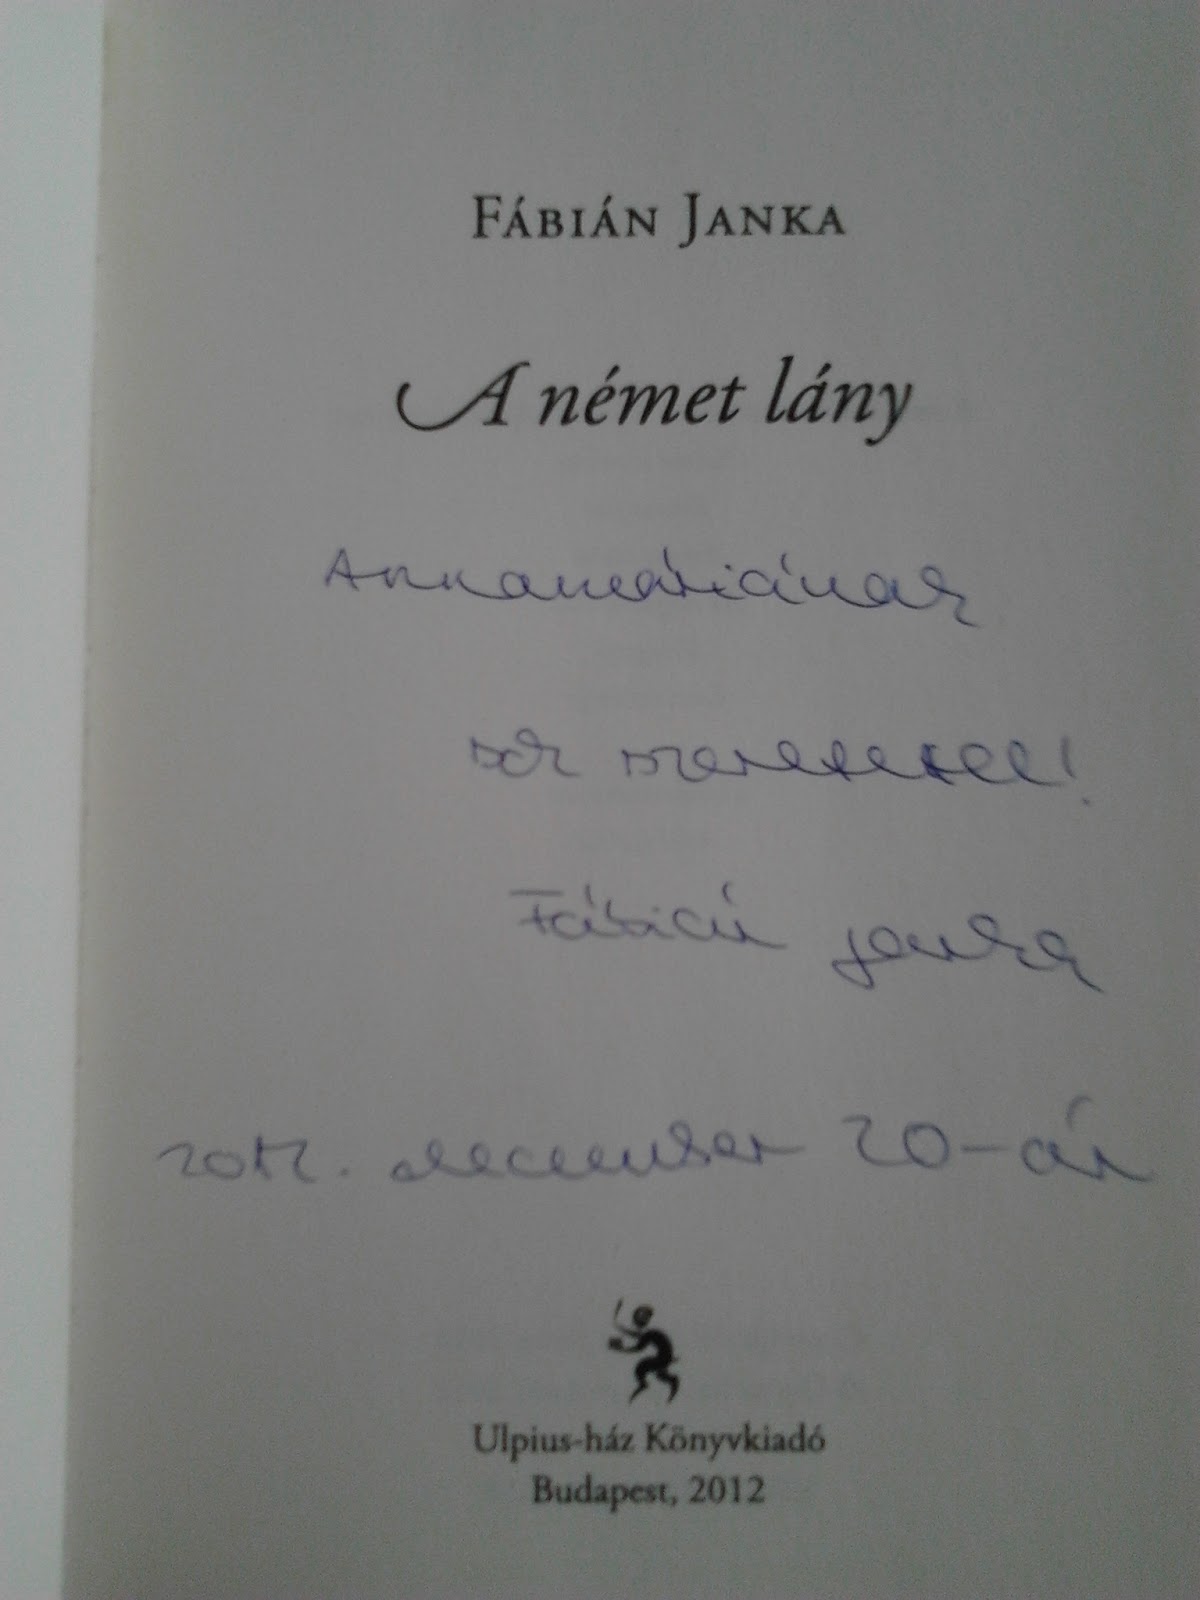 FÁBIÁN JANKA
A német lány
Annamáriának
sok szeretettel!
Fábián Janka
2012. december 20-án
Ulpius-ház Könyvkiadó
Budapest, 2012